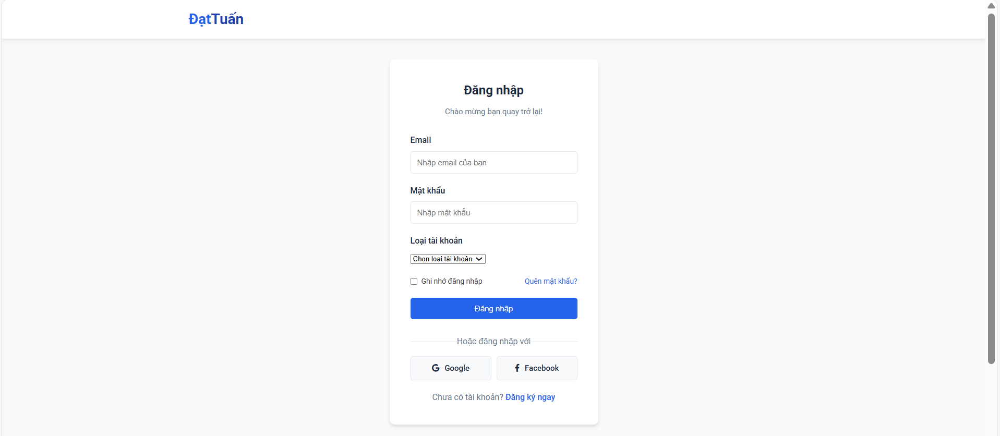 ĐạtTuấn
Đăng nhập
Chào mừng bạn quay trở lại!
Email
Nhập email của bạn
Mật khẩu
Nhập mật khẩu
Loại tài khoản
Chọn loại tài khoản
Ghi nhớ đăng nhập Quên mật khẩu?
Đăng nhập
Hoặc đăng nhập với
Google Facebook
Chưa có tài khoản? Đăng ký ngay